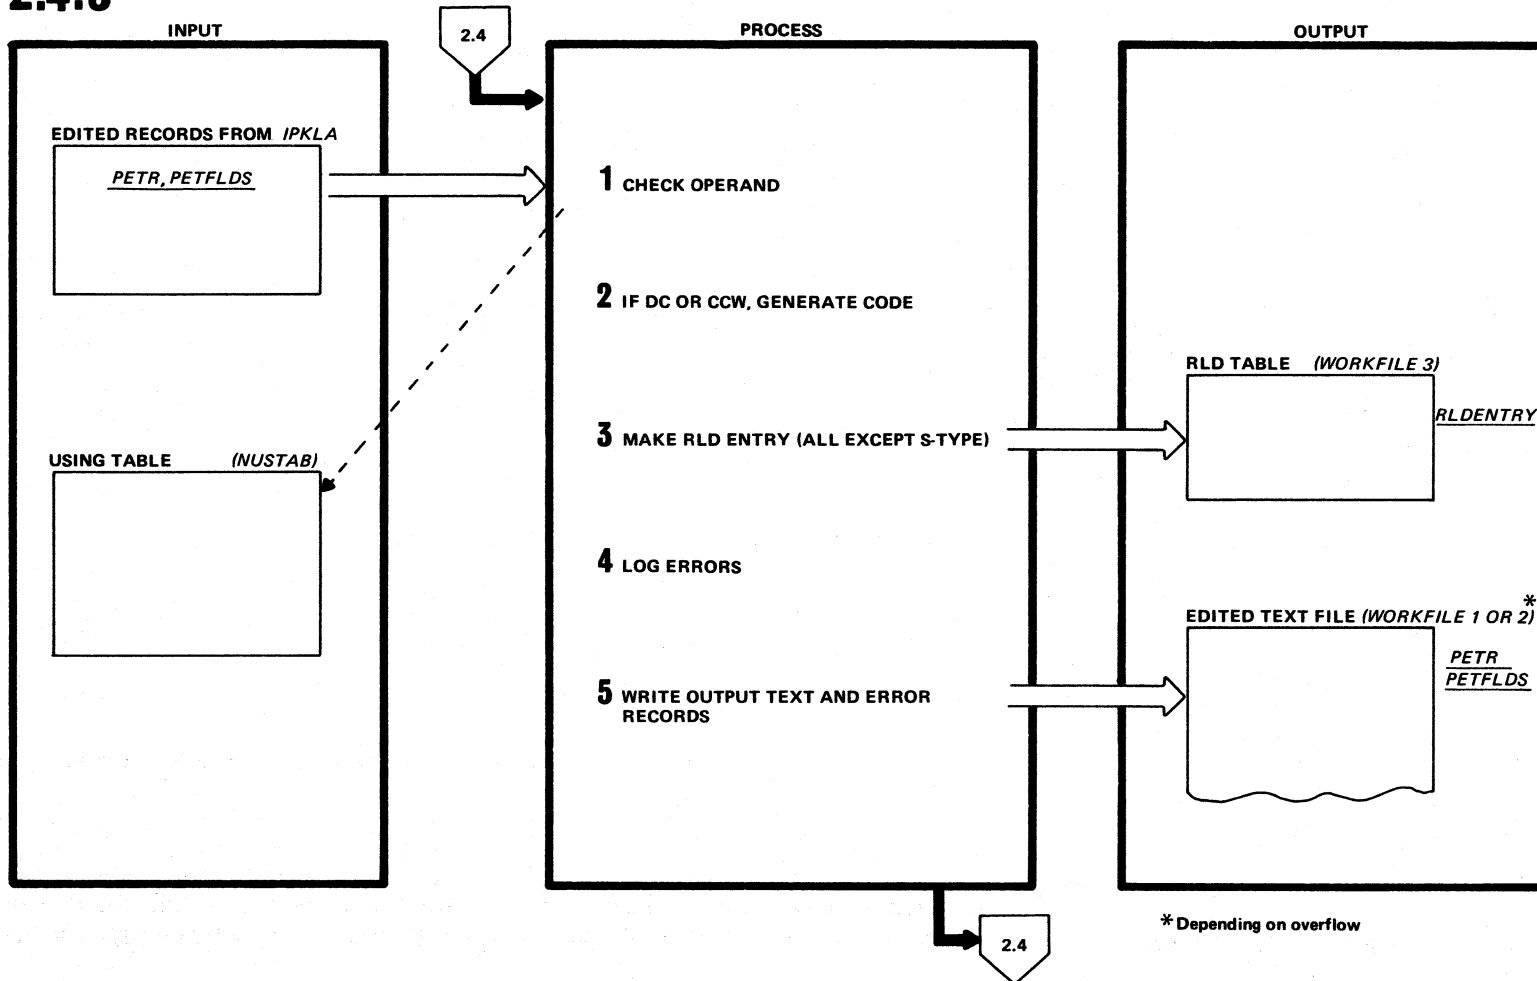 INPUT
2.4
PROCESS
OUTPUT
EDITED RECORDS FROM IPKLA
PETR, PETFLDS
1 CHECK OPERAND
2 IF DC OR CCW, GENERATE CODE
RLD TABLE (WORKFILE 3)
RLDENTRY
3 MAKE RLD ENTRY (ALL EXCEPT S-TYPE)
USING TABLE (NUSTAB)
4 LOG ERRORS
*
EDITED TEXT FILE (WORKFILE 1 OR 2)
PETR
PETFLDS
5 WRITE OUTPUT TEXT AND ERROR
RECORDS
* Depending on overflow
2.4